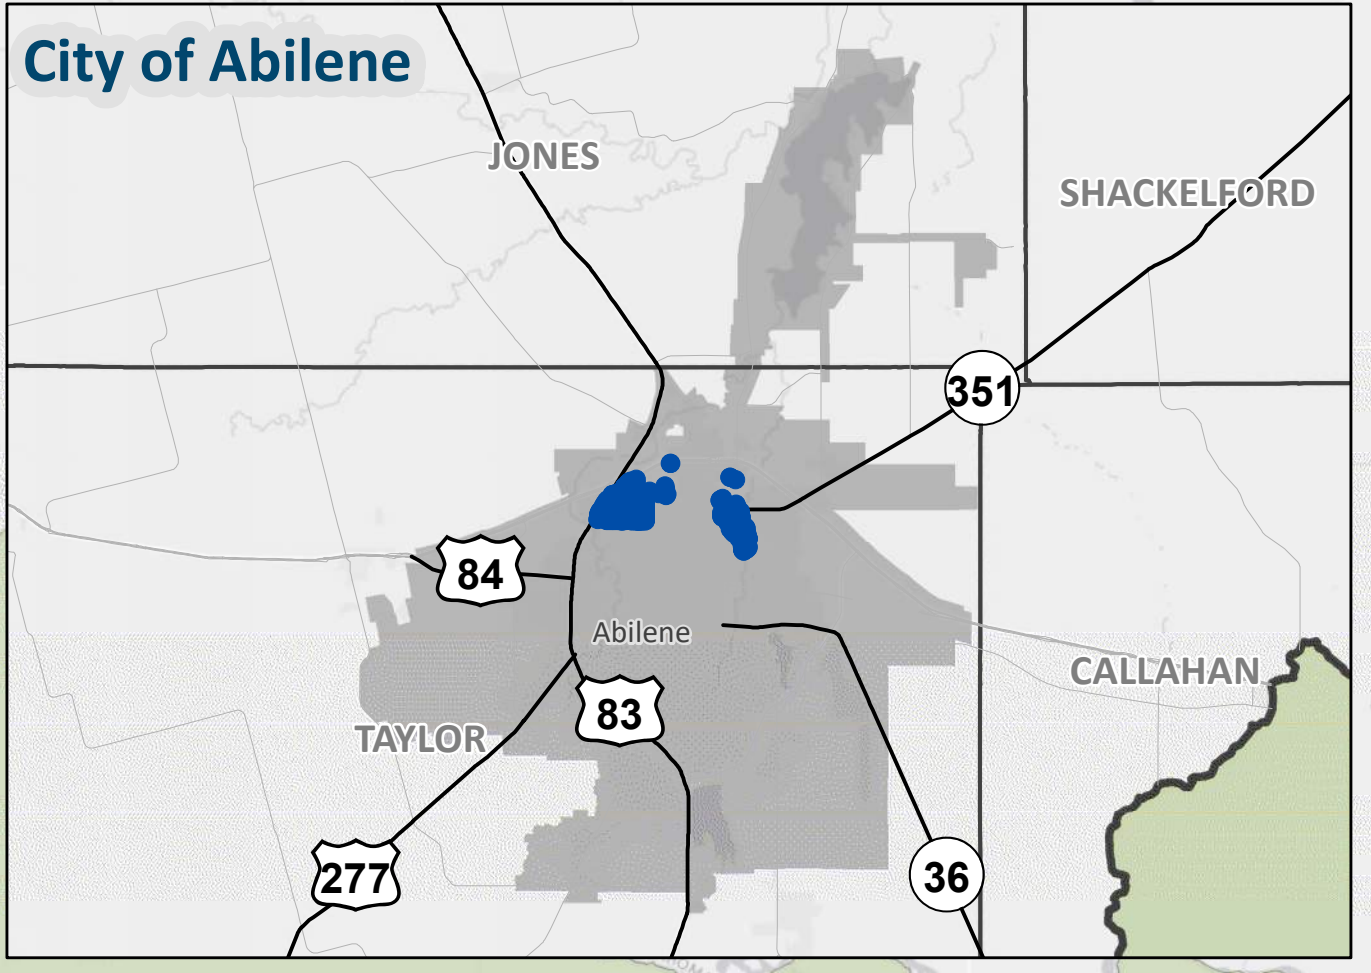 City of Abilene
JONES
SHACKELFORD
351
84
Abilene
CALLAHAN
83
TAYLOR
277
36